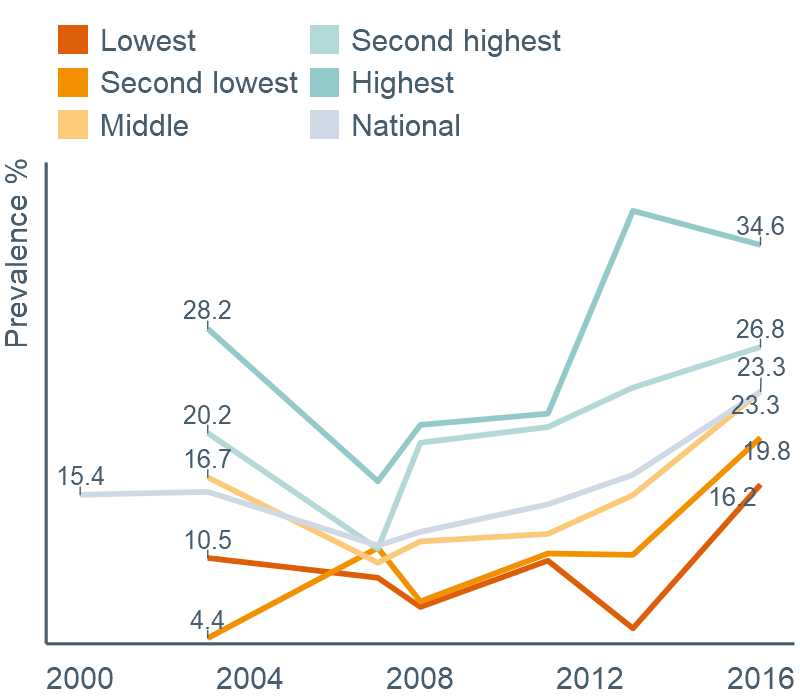 Lowest
Second lowest
Middle
Second highest
Highest
National
Prevalence %
34.6
28.2
26.8
23.3
20.2
23.3
16.7
19.8
15.4
16.2
10.5
4.4
2000 2004 2008 2012 2016